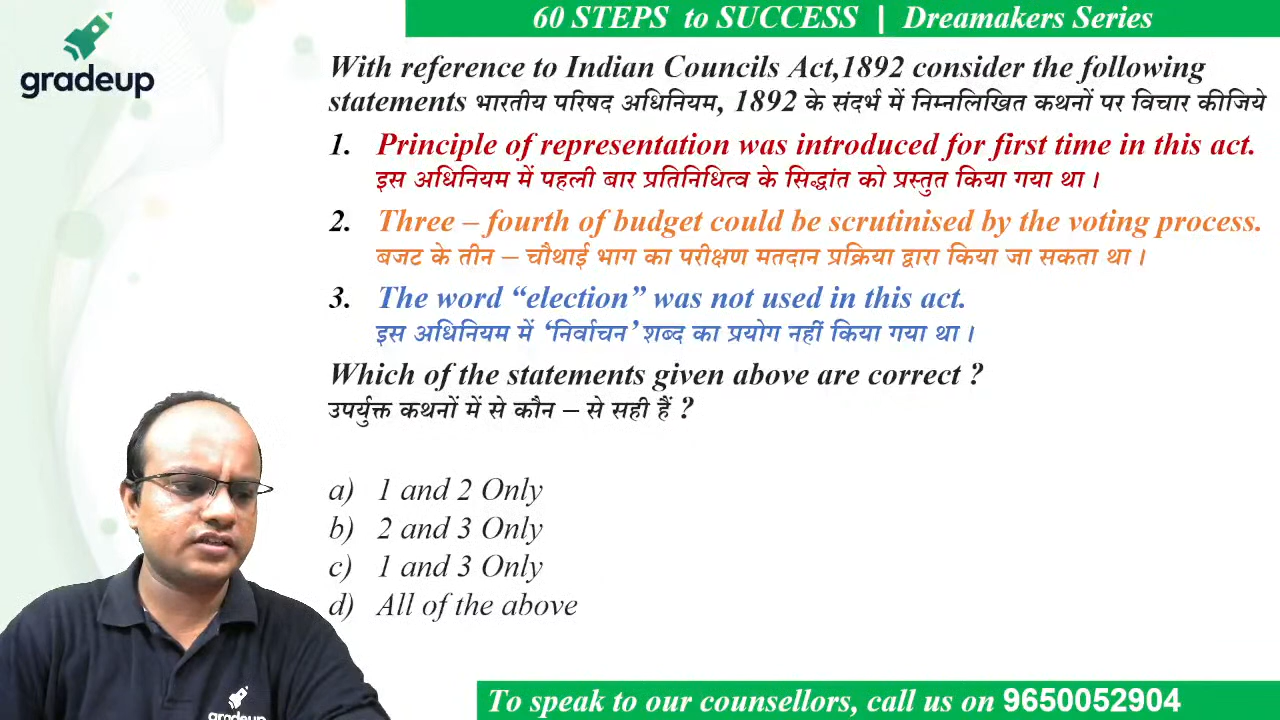 60 STEPS to SUCCESS | Dreamakers Series
gradeup
With reference to Indian Councils Act,1892 consider the following
statements भारतीय परिषद अधिनियम, 1892 के संदर्भ में निम्नलिखित कथनों पर विचार कीजिये
1. Principle of representation was introduced for first time in this act.
इस अधिनियम में पहली बार प्रतिनिधित्व के सिद्धांत को प्रस्तुत किया गया था ।
2. Three – fourth of budget could be scrutinised by the voting process.
बजट के तीन – चौथाई भाग का परीक्षण मतदान प्रक्रिया द्वारा किया जा सकता था ।
3. The word “election” was not used in this act.
इस अधिनियम में ‘निर्वाचन’ शब्द का प्रयोग नहीं किया गया था ।
Which of the statements given above are correct ?
उपर्युक्त कथनों में से कौन – से सही हैं ?
a) 1 and 2 Only
b) 2 and 3 Only
c) 1 and 3 Only
d) All of the above
gradeup
To speak to our counsellors, call us on 9650052904